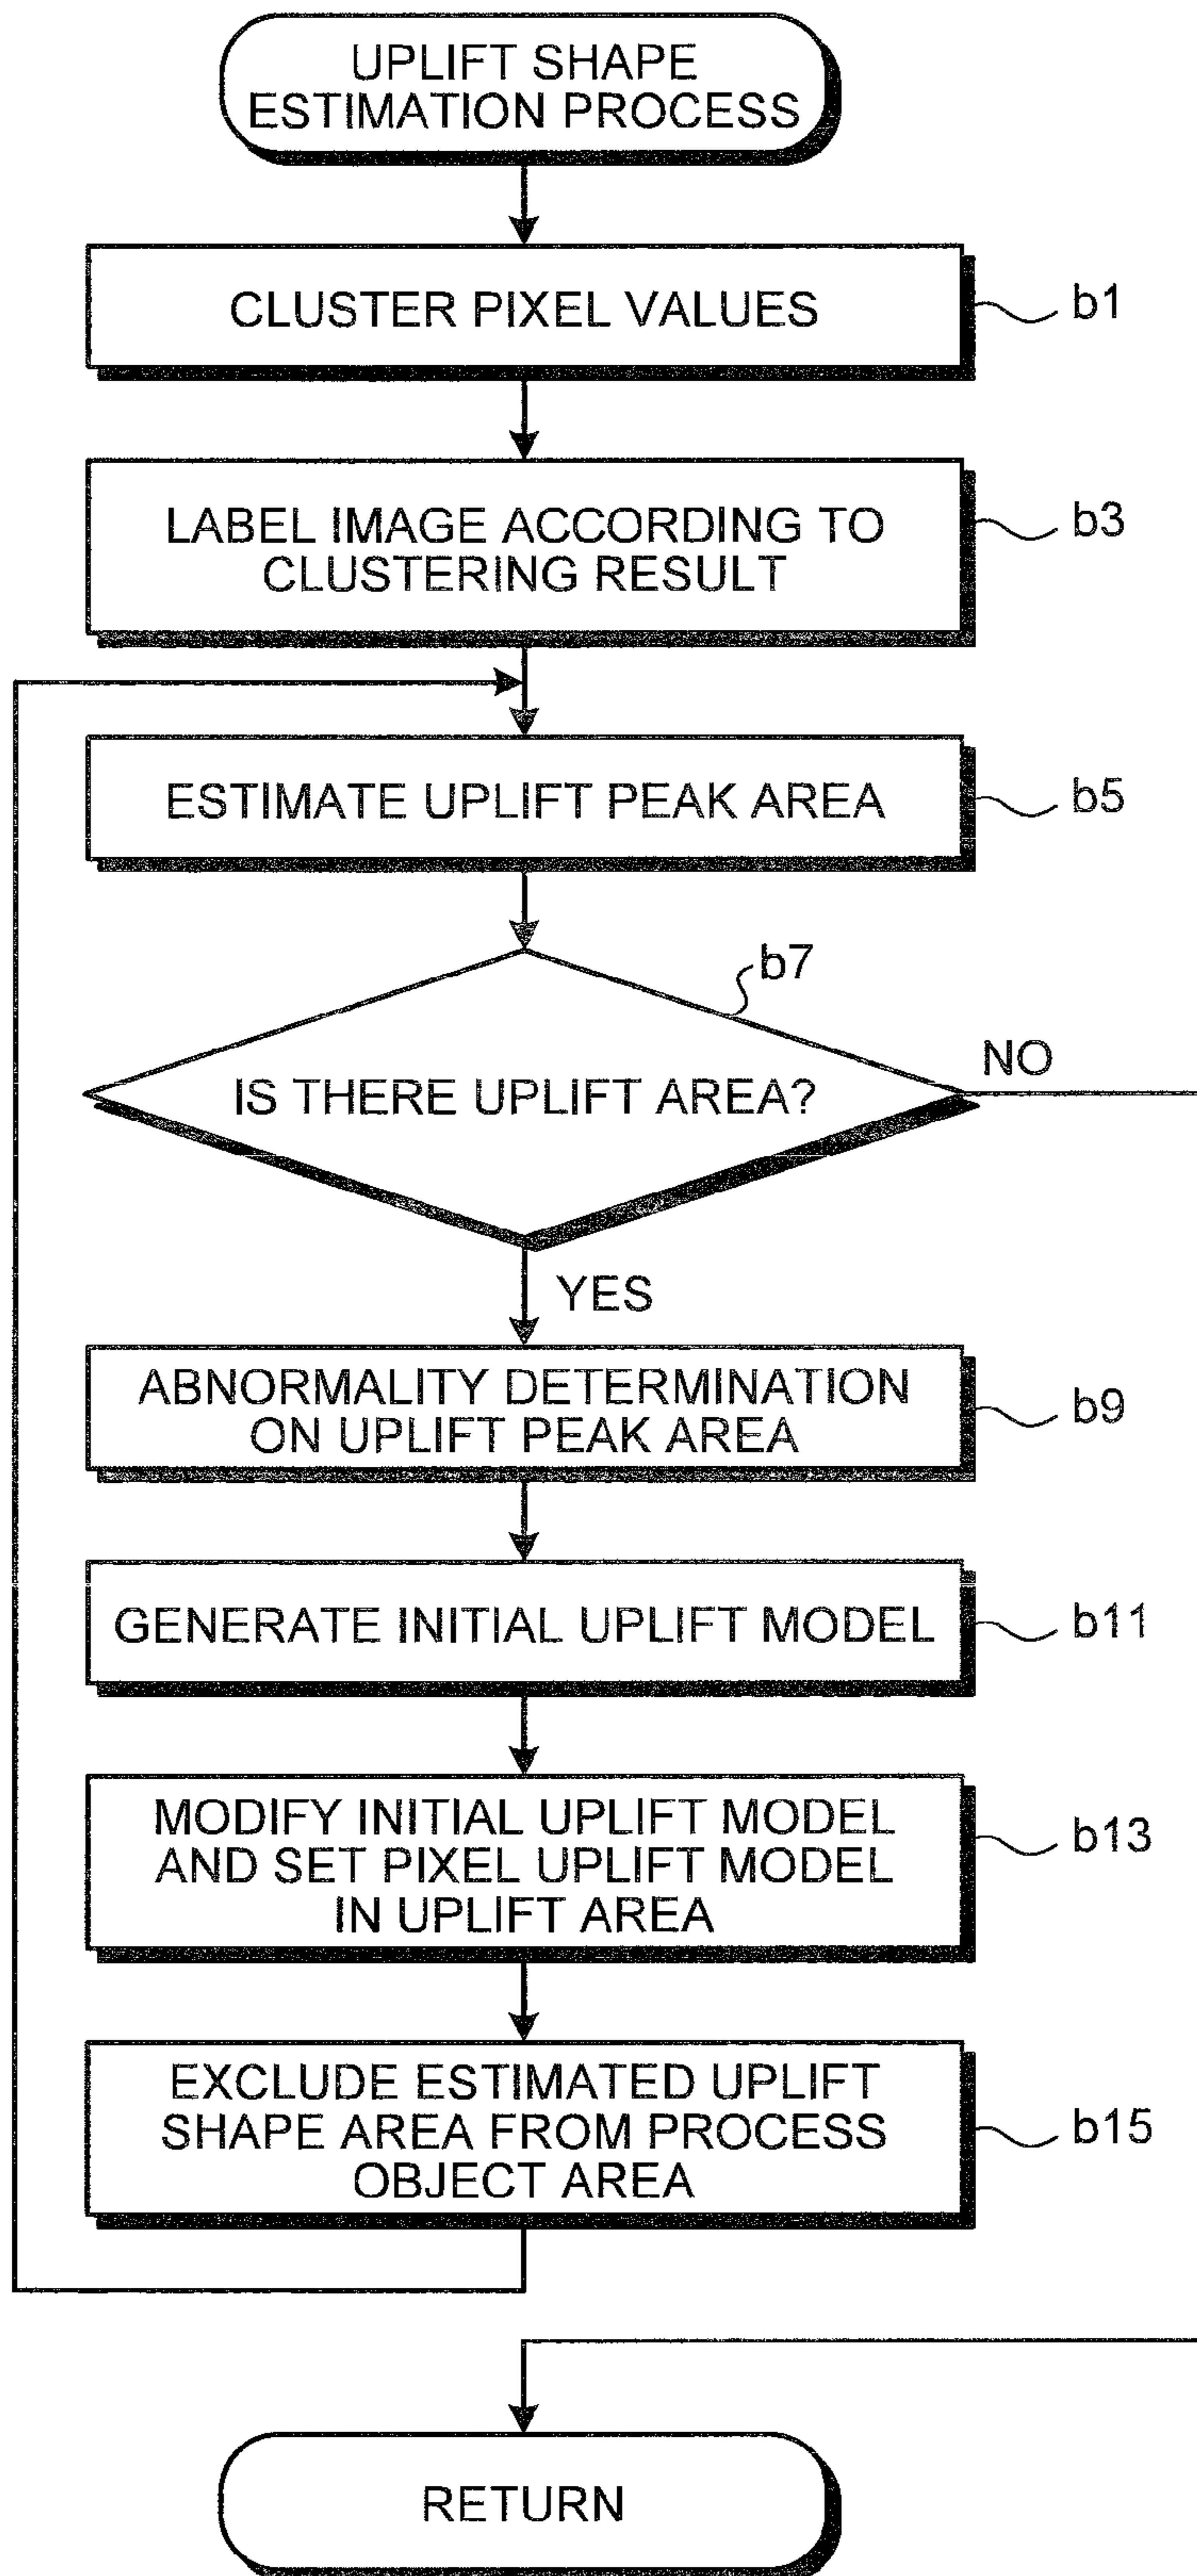 UPLIFT SHAPE
ESTIMATION PROCESS
CLUSTER PIXEL VALUES
b1
LABEL IMAGE ACCORDING TO
CLUSTERING RESULT
b3
ESTIMATE UPLIFT PEAK AREA
b5
b7
IS THERE UPLIFT AREA?
NO
YES
ABNORMALITY DETERMINATION
ON UPLIFT PEAK AREA
b9
GENERATE INITIAL UPLIFT MODEL
b11
MODIFY INITIAL UPLIFT MODEL
AND SET PIXEL UPLIFT MODEL
IN UPLIFT AREA
b13
EXCLUDE ESTIMATED UPLIFT
SHAPE AREA FROM PROCESS
OBJECT AREA
b15
RETURN